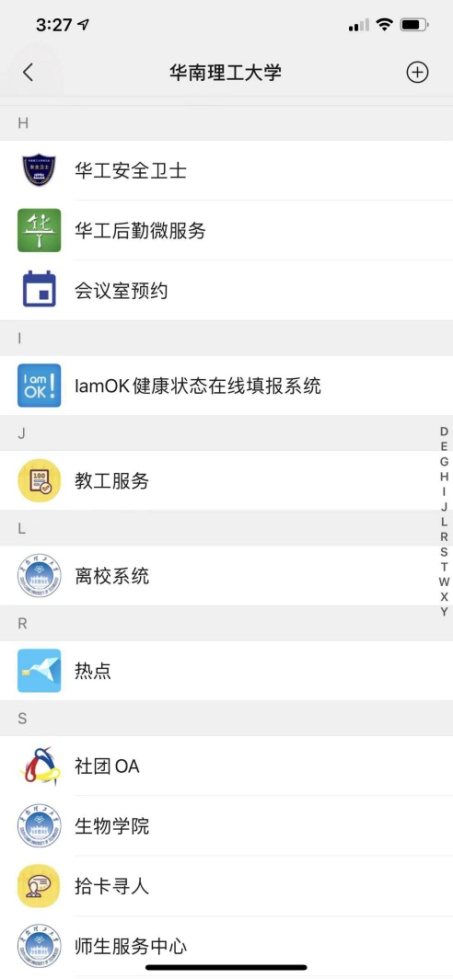 3:27
华南理工大学
H
华工安全卫士
华工后勤微服务
会议室预约
I
I am
OK!
IamOK健康状态在线填报系统
J
100
教工服务
L
离校系统
R
热点
S
社团OA
生物学院
拾卡寻人
师生服务中心
D
E
G
H
I
J
L
R
S
T
W
X
Y